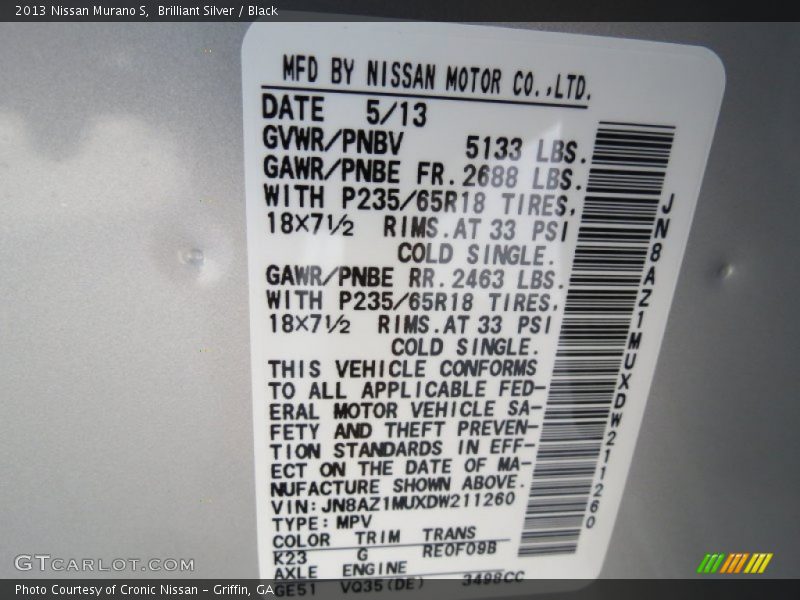 2013 Nissan Murano S,  Brilliant Silver / Black
MFD BY NISSAN MOTOR CO.,LTD.
DATE 5/13
GVWR/PNBV 5133 LBS.
GAWR/PNBE FR. 2688 LBS.
WITH P235/65R18 TIRES,
18×7½ RIMS. AT 33 PSI
COLD SINGLE.
GAWR/PNBE RR. 2463 LBS.
WITH P235/65R18 TIRES,
18×7½ RIMS. AT 33 PSI
COLD SINGLE.
THIS VEHICLE CONFORMS
TO ALL APPLICABLE FED-
ERAL MOTOR VEHICLE SA-
FETY AND THEFT PREVEN-
TION STANDARDS IN EFF-
ECT ON THE DATE OF MA-
NUFACTURE SHOWN ABOVE.
VIN: JN8AZ1MUXDW211260
TYPE: MPV
COLOR TRIM TRANS
K23 G RE0F09B
AXLE ENGINE
GE51 VQ35(DE) 3498CC
JN8AZ1MUXDW211260
GTCARLOT.COM
Photo Courtesy of Cronic Nissan - Griffin, GA